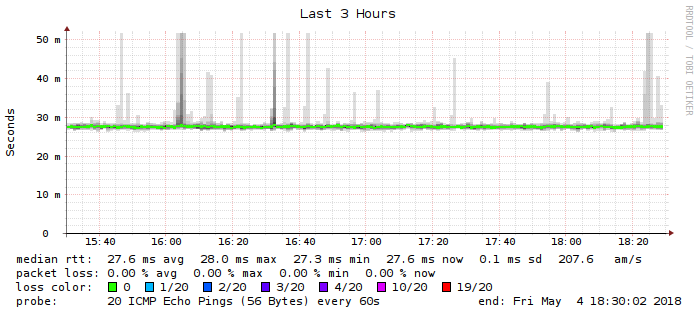 Last 3 Hours
RRDTOOL / TOBI OETIKER
Seconds
50 m
40 m
30 m
20 m
10 m
0
15:40 16:00 16:20 16:40 17:00 17:20 17:40 18:00 18:20
median rtt: 27.6 ms avg 28.0 ms max 27.3 ms min 27.6 ms now 0.1 ms sd 207.6 am/s
packet loss: 0.00 % avg 0.00 % max 0.00 % min 0.00 % now
loss color: 0 1/20 2/20 3/20 4/20 10/20 19/20
probe: 20 ICMP Echo Pings (56 Bytes) every 60s end: Fri May 4 18:30:02 2018